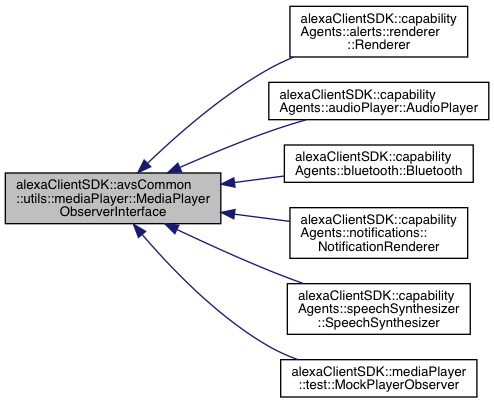 alexaClientSDK::capability
Agents::alerts::renderer
::Renderer
alexaClientSDK::capability
Agents::audioPlayer::AudioPlayer
alexaClientSDK::capability
Agents::bluetooth::Bluetooth
alexaClientSDK::avsCommon
::utils::mediaPlayer::MediaPlayer
ObserverInterface
alexaClientSDK::capability
Agents::notifications::
NotificationRenderer
alexaClientSDK::capability
Agents::speechSynthesizer
::SpeechSynthesizer
alexaClientSDK::mediaPlayer
::test::MockPlayerObserver